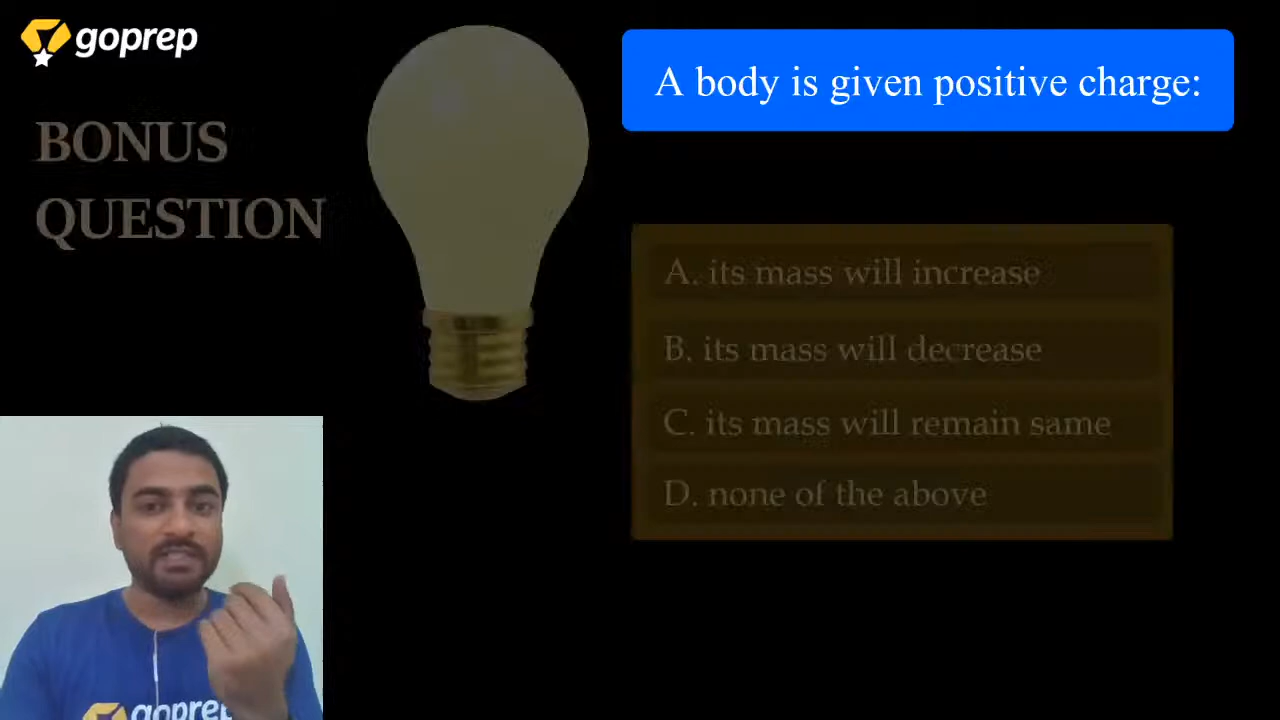 goprep
BONUS
QUESTION
A body is given positive charge:
A. its mass will increase
B. its mass will decrease
C. its mass will remain same
D. none of the above
goprep